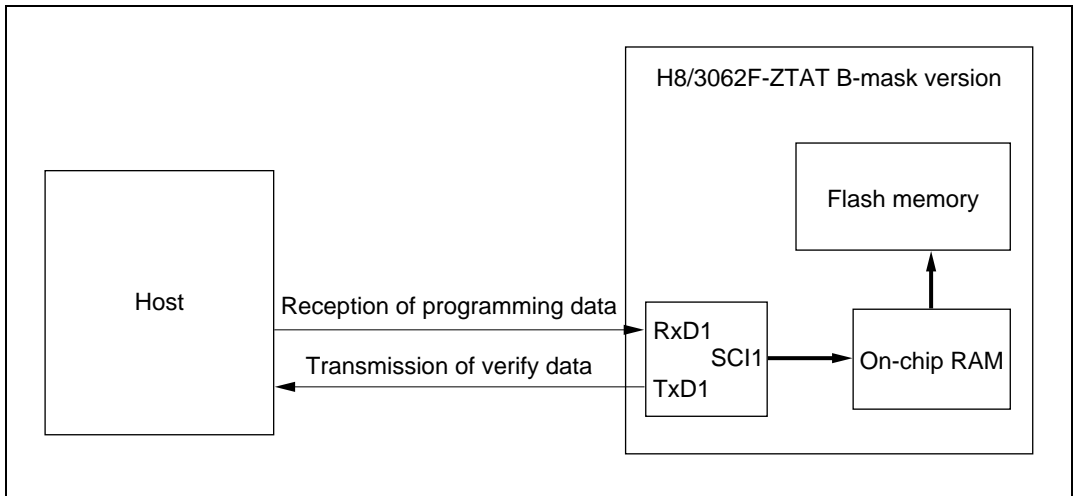 H8/3062F-ZTAT B-mask version
Flash memory
Host
Reception of programming data
Transmission of verify data
RxD1
SCI1
TxD1
On-chip RAM